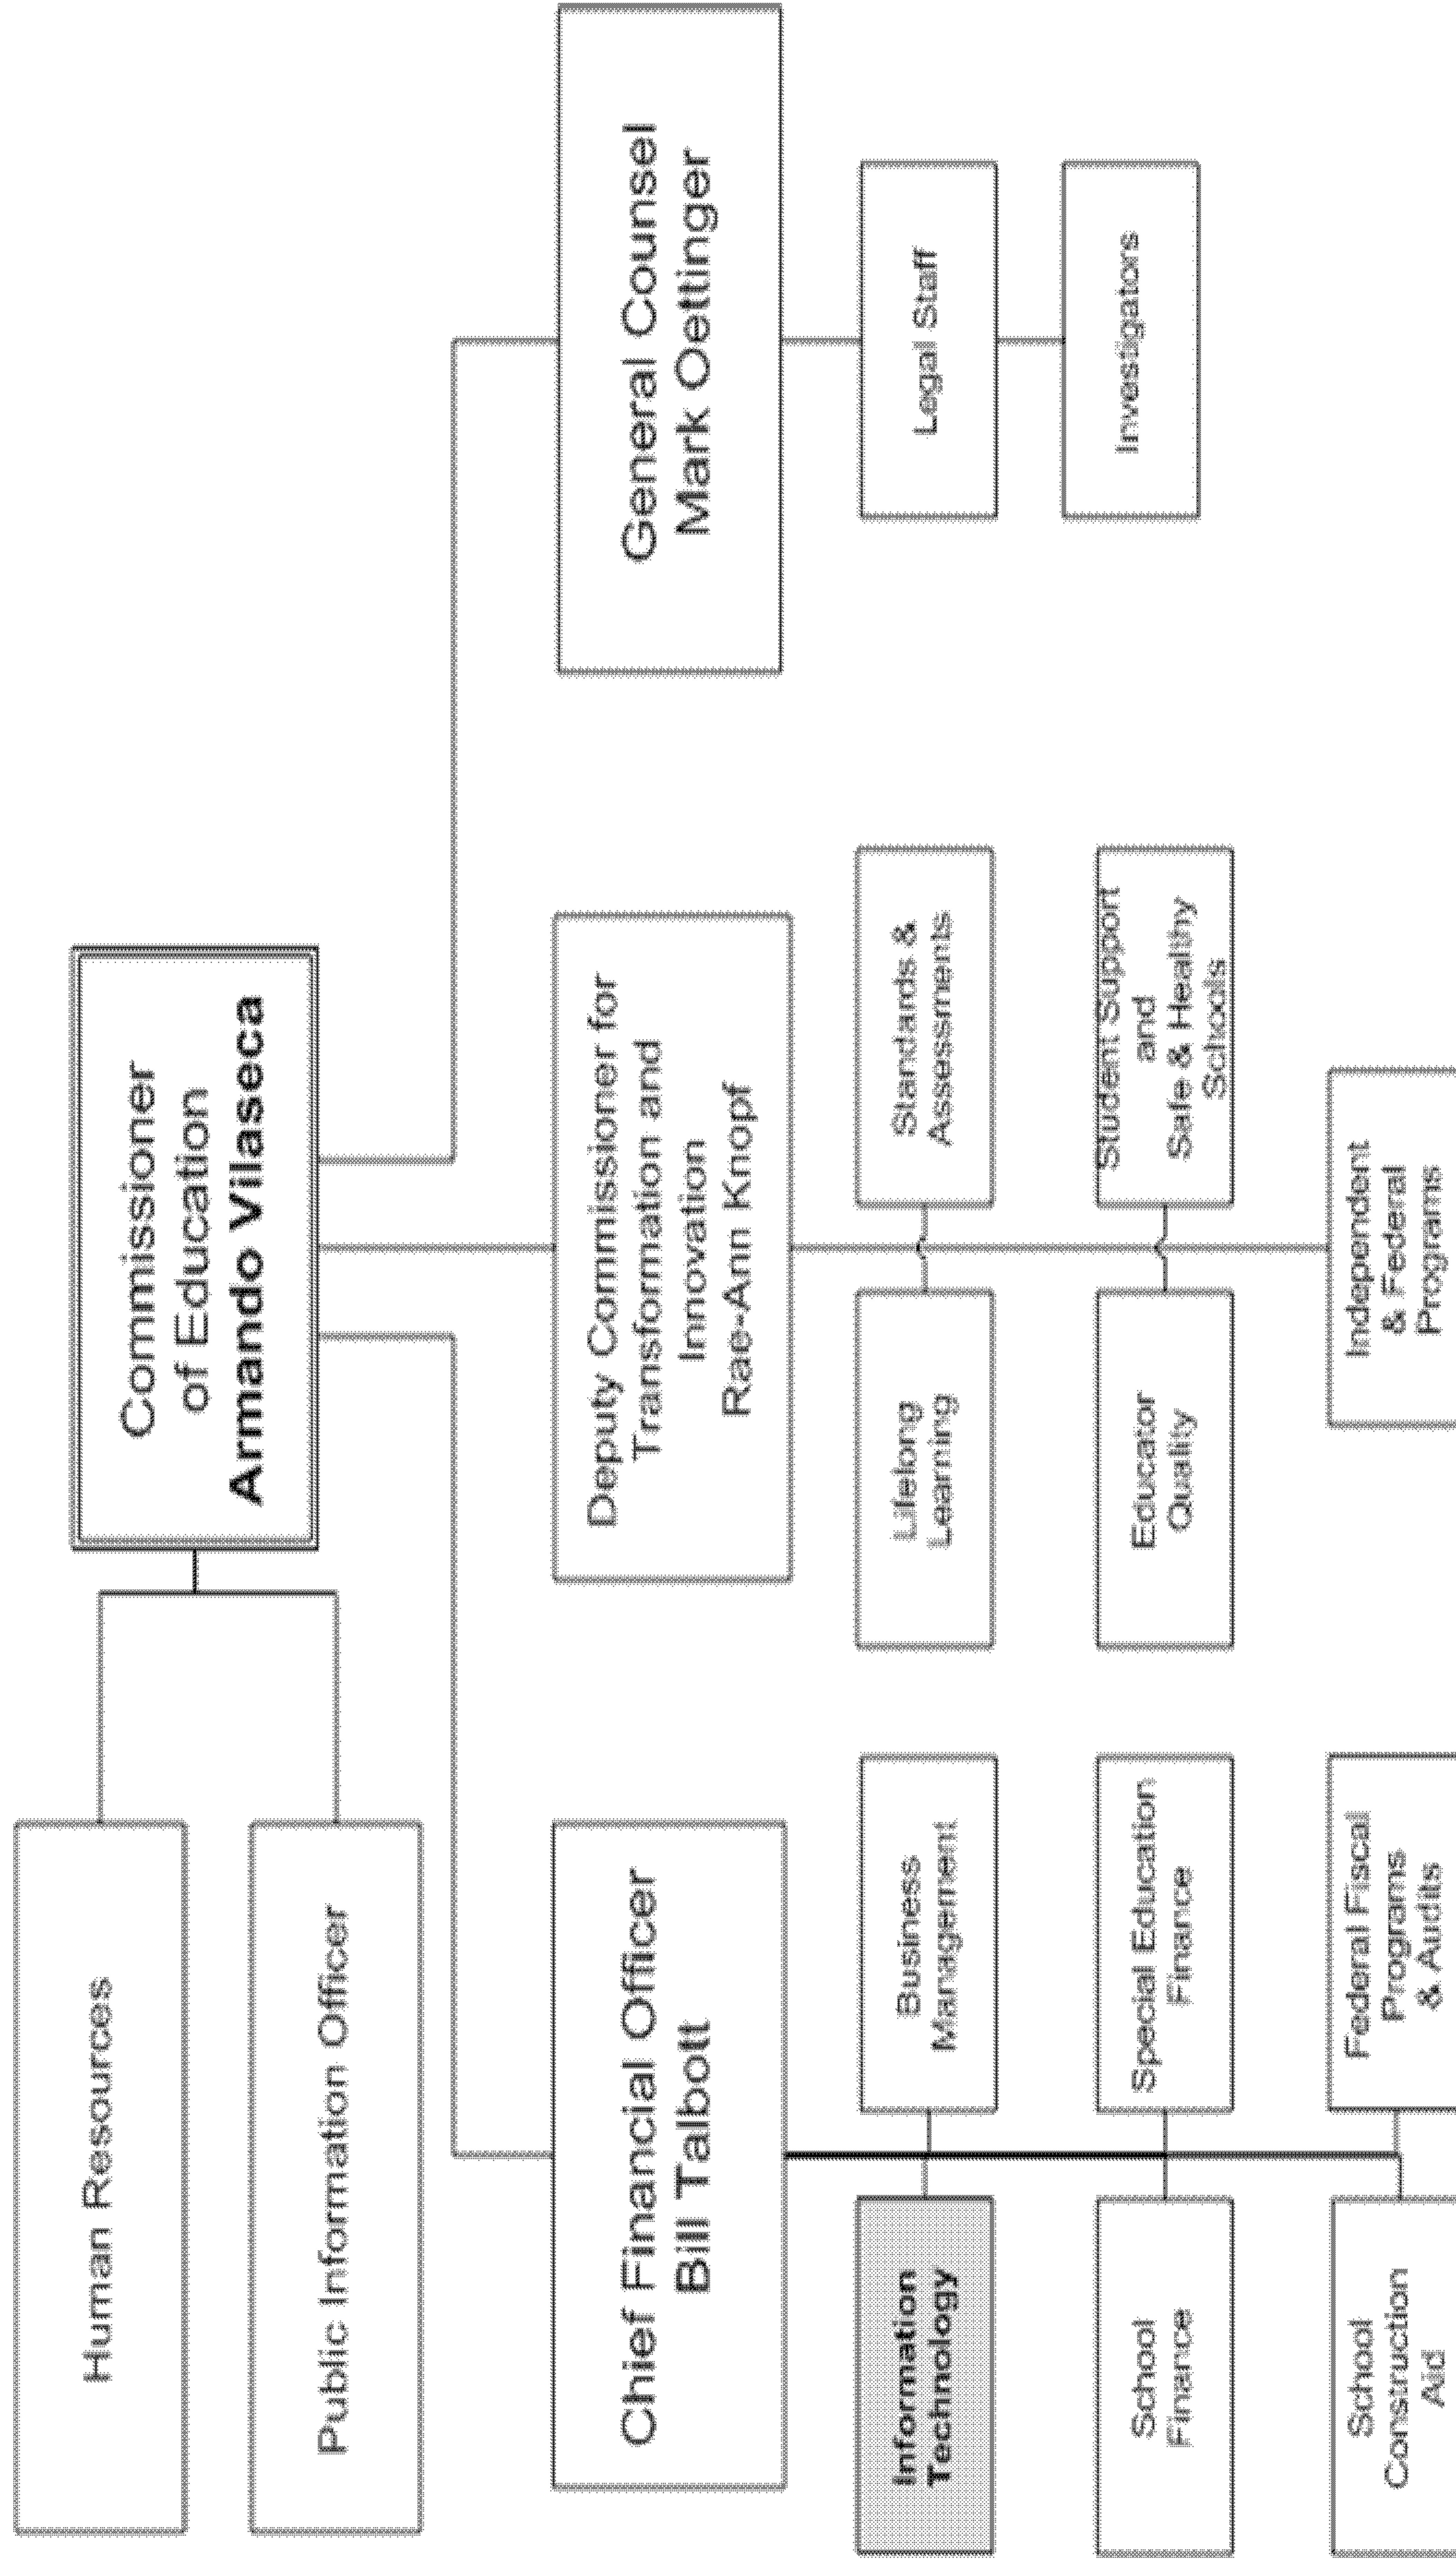 Commissioner
of Education
Armando Vilaseca
Human Resources
Public Information Officer
Chief Financial Officer
Bill Talbott
Deputy Commissioner for
Transformation and
Innovation
Rae-Ann Knopf
General Counsel
Mark Oettinger
Information
Technology
Business
Management
School
Finance
Special Education
Finance
School
Construction
Aid
Federal Fiscal
Programs
& Audits
Lifelong
Learning
Standards &
Assessments
Educator
Quality
Student Support
and
Safe & Healthy
Schools
Independent
& Federal
Programs
Legal Staff
Investigators